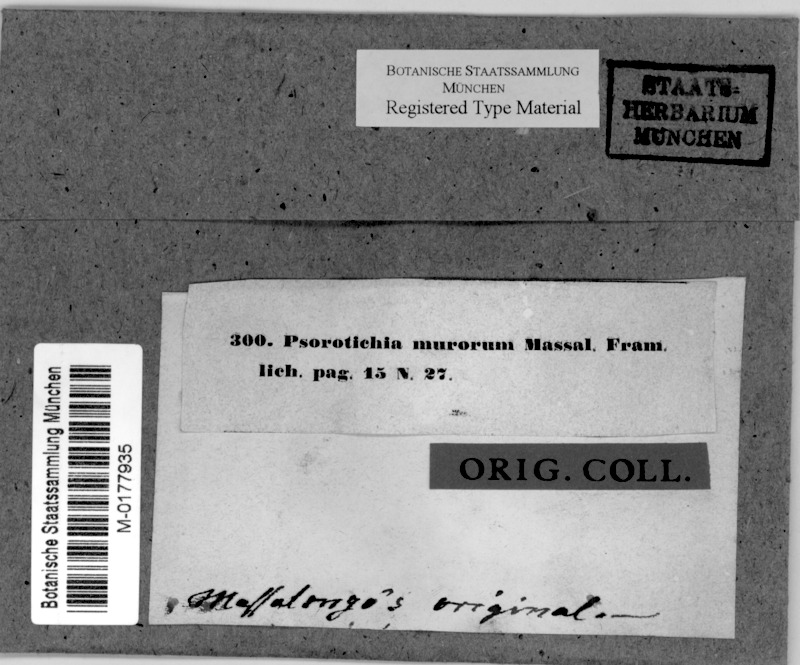 BOTANISCHE STAATSSAMMLUNG
MÜNCHEN
Registered Type Material
STAATS=
HERBARIUM
MÜNCHEN
300. Psorotichia murorum Massal. Fram.
lich. pag. 15 N. 27.
ORIG. COLL.
Massalongo's original.
Botanische Staatssammlung München
M-0177935